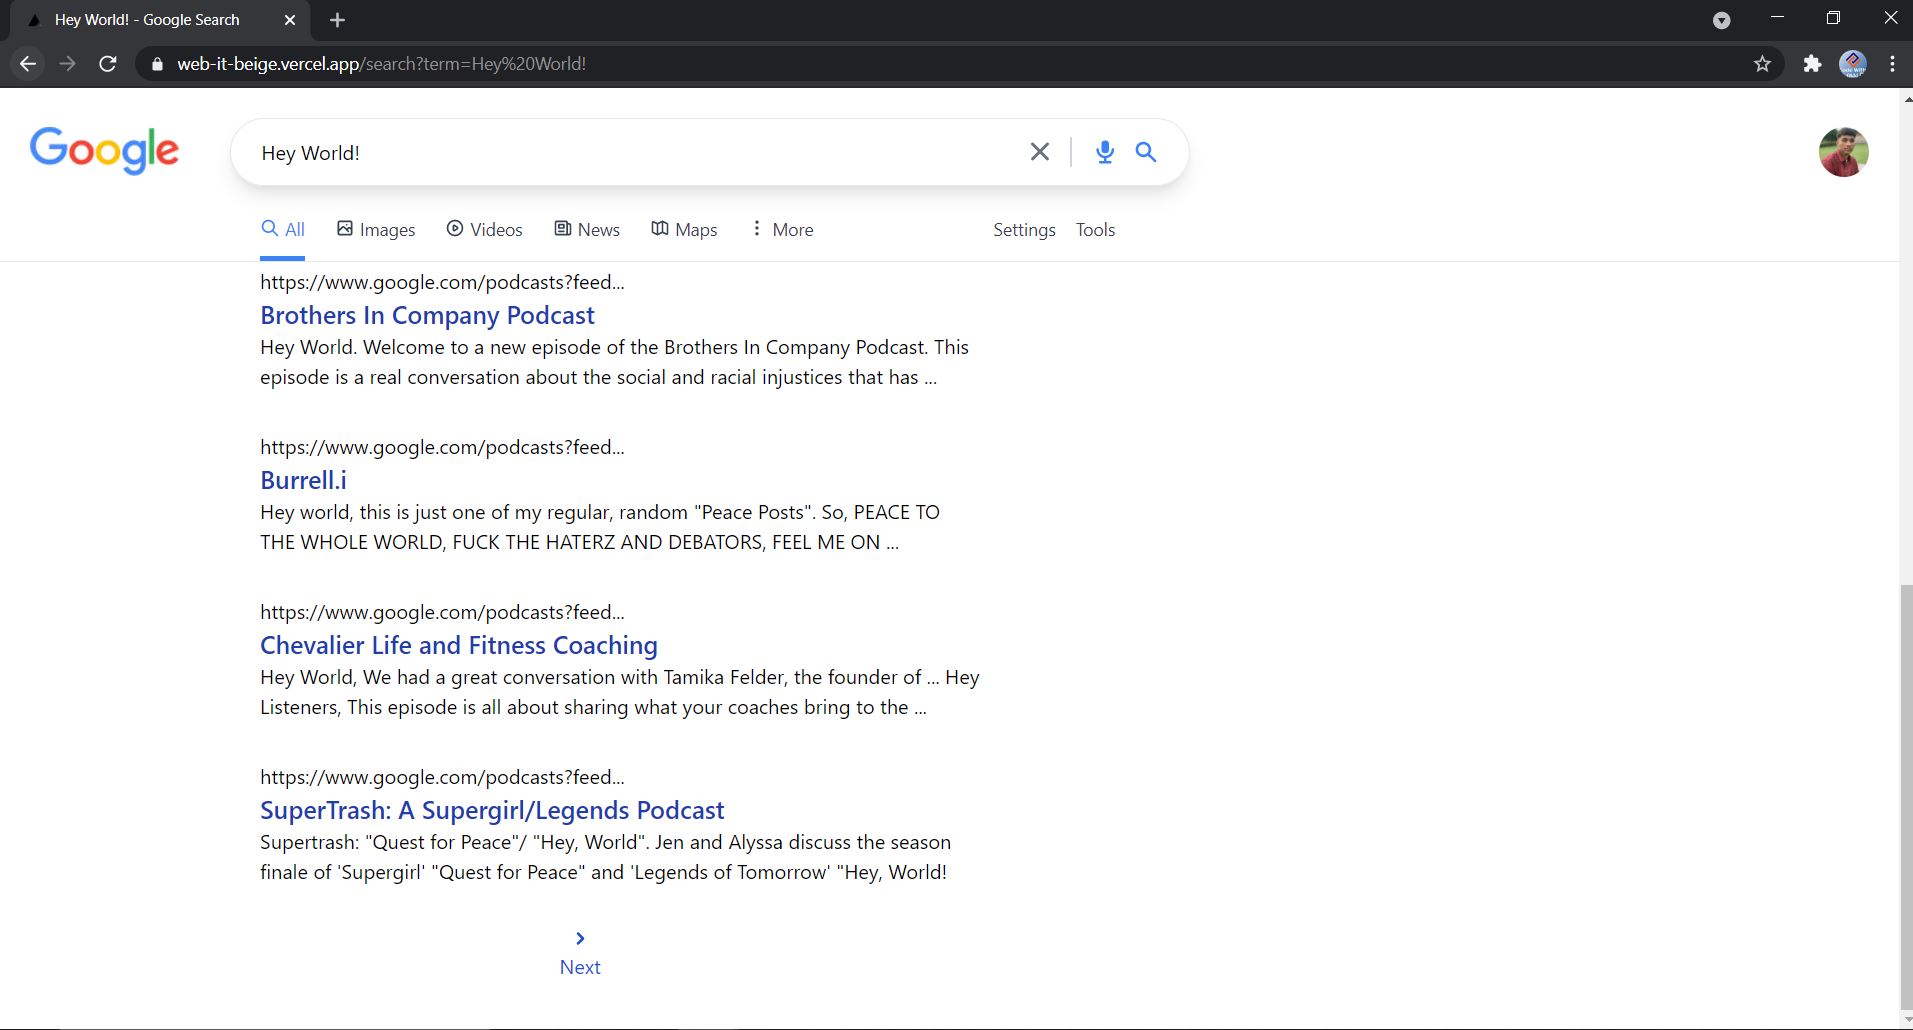 Hey World! - Google Search
web-it-beige.vercel.app/search?term=Hey%20World!
Google
Hey World!
All Images Videos News Maps More Settings Tools
https://www.google.com/podcasts?feed...
Brothers In Company Podcast
Hey World. Welcome to a new episode of the Brothers In Company Podcast. This
episode is a real conversation about the social and racial injustices that has ...
https://www.google.com/podcasts?feed...
Burrell.i
Hey world, this is just one of my regular, random "Peace Posts". So, PEACE TO
THE WHOLE WORLD, FUCK THE HATERZ AND DEBATORS, FEEL ME ON ...
https://www.google.com/podcasts?feed...
Chevalier Life and Fitness Coaching
Hey World, We had a great conversation with Tamika Felder, the founder of ... Hey
Listeners, This episode is all about sharing what your coaches bring to the ...
https://www.google.com/podcasts?feed...
SuperTrash: A Supergirl/Legends Podcast
Supertrash: "Quest for Peace"/ "Hey, World". Jen and Alyssa discuss the season
finale of 'Supergirl' "Quest for Peace" and 'Legends of Tomorrow' "Hey, World!
Next